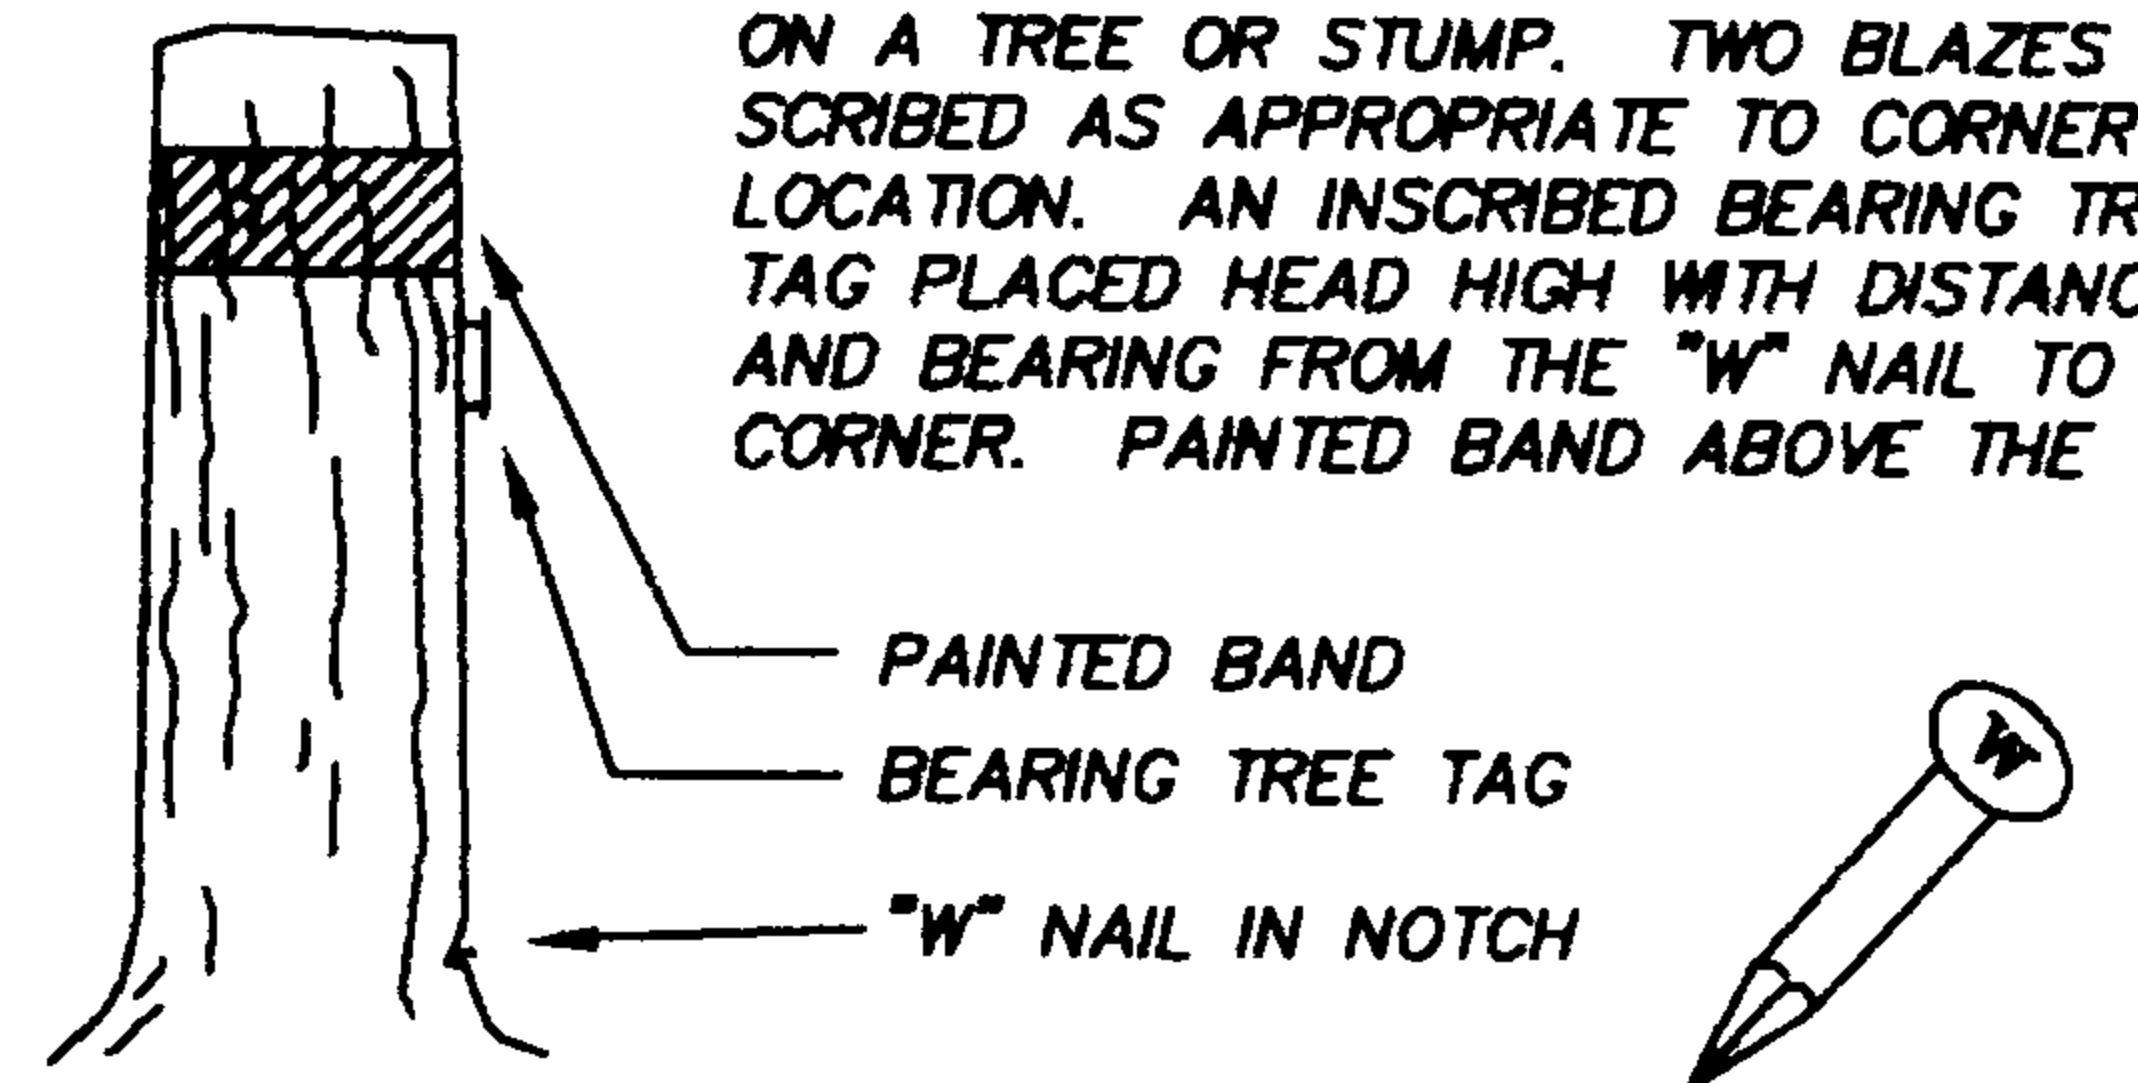 ON A TREE OR STUMP. TWO BLAZES
SCRIBED AS APPROPRIATE TO CORNER
LOCATION. AN INSCRIBED BEARING TR
TAG PLACED HEAD HIGH WITH DISTANC
AND BEARING FROM THE "W" NAIL TO
CORNER. PAINTED BAND ABOVE THE
PAINTED BAND
BEARING TREE TAG
W
"W" NAIL IN NOTCH